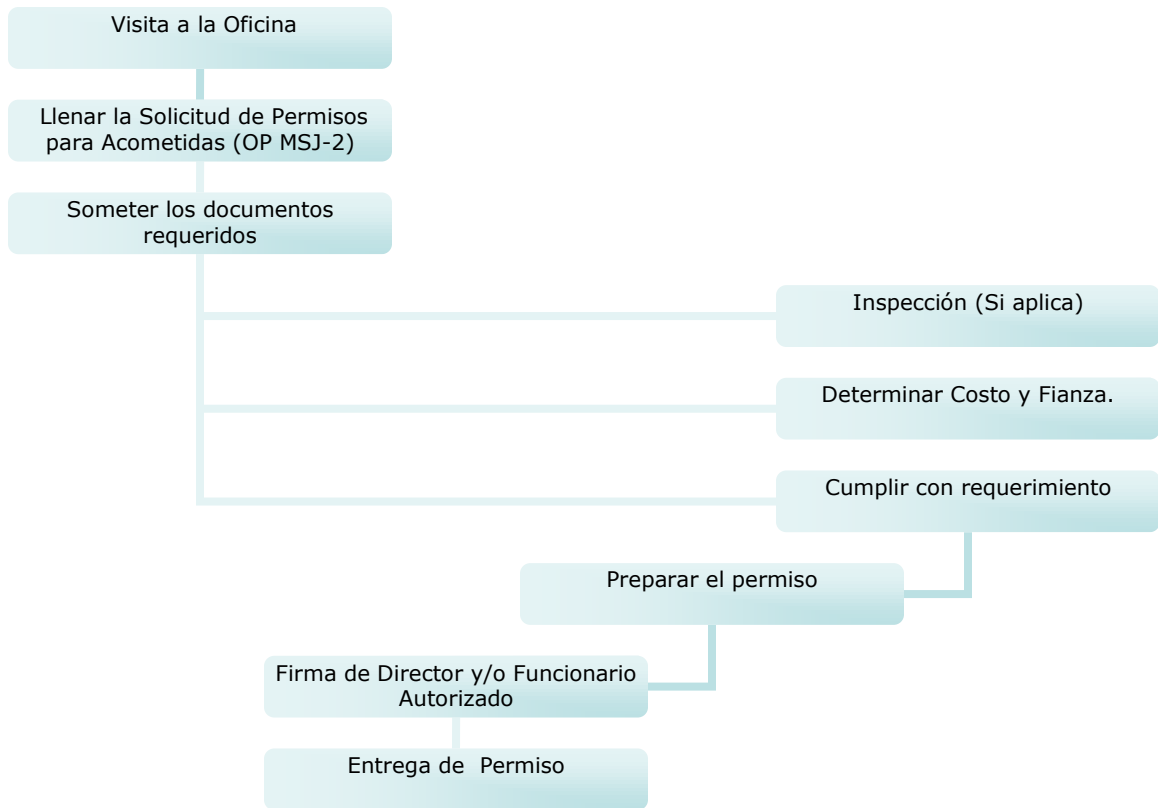 Visita a la Oficina
Llenar la Solicitud de Permisos
para Acometidas (OP MSJ-2)
Someter los documentos
requeridos
Inspección (Si aplica)
Determinar Costo y Fianza.
Cumplir con requerimiento
Preparar el permiso
Firma de Director y/o Funcionario
Autorizado
Entrega de  Permiso